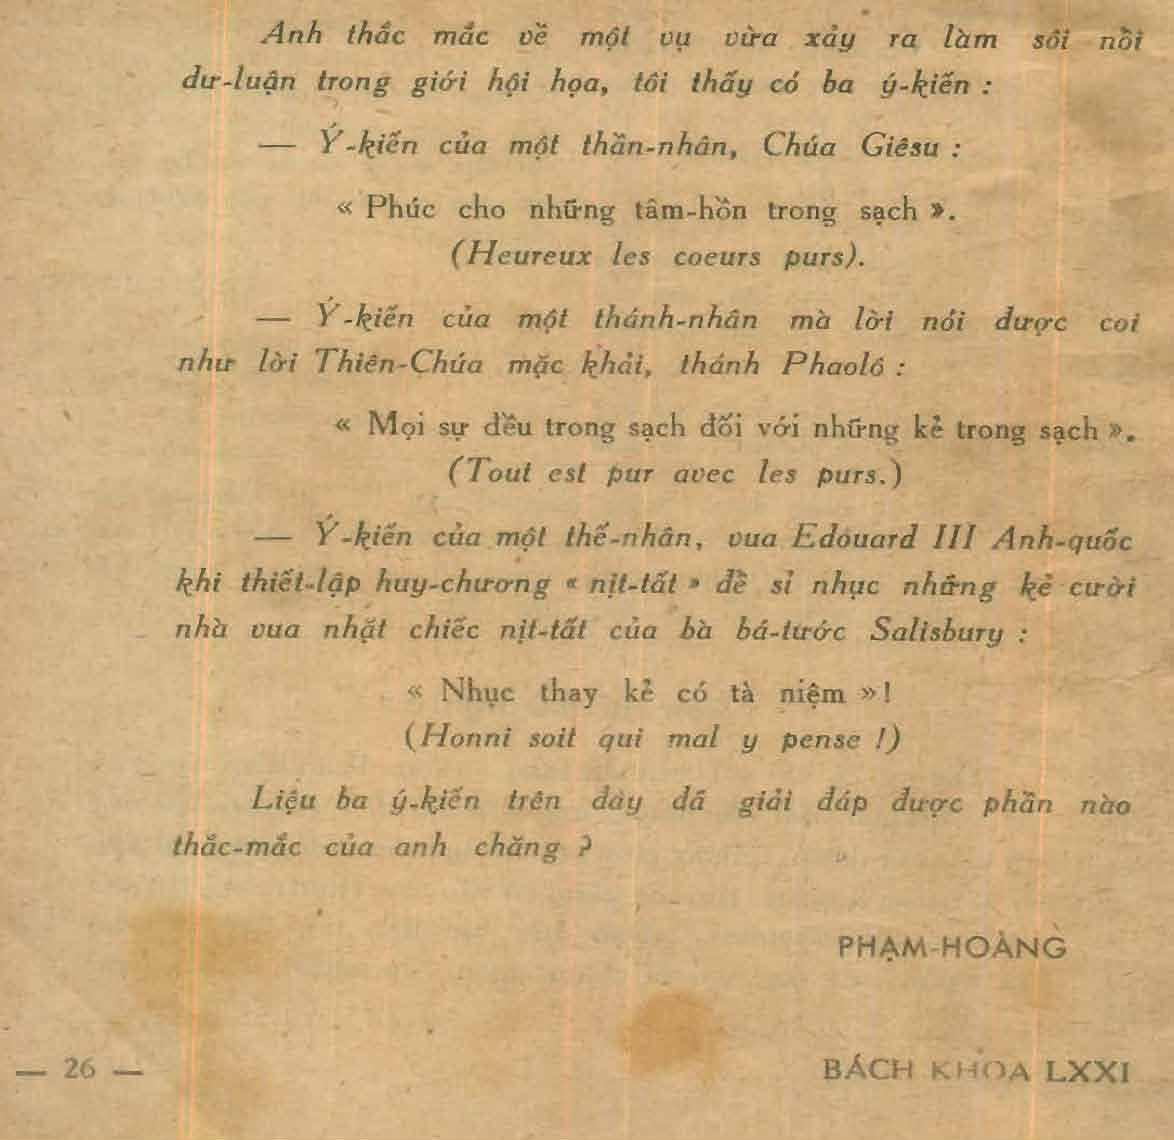 Anh thắc mắc về một vụ vừa xảy ra làm sôi nổi
dư-luận trong giới hội họa, tôi thấy có ba ý-kiến :
— Ý-kiến của một thần-nhân, Chúa Giêsu :
« Phúc cho những tâm-hồn trong sạch ».
(Heureux les coeurs purs).
— Ý-kiến của một thánh-nhân mà lời nói được coi
như lời Thiên-Chúa mặc khải, thánh Phaolô :
« Mọi sự đều trong sạch đối với những kẻ trong sạch ».
(Tout est pur avec les purs.)
— Ý-kiến của một thế-nhân, vua Edouard III Anh-quốc
khi thiết-lập huy-chương « nịt-tất » để sỉ nhục những kẻ cười
nhà vua nhặt chiếc nịt-tất của bà bá-tước Salisbury :
« Nhục thay kẻ có tà niệm »!
(Honni soit qui mal y pense !)
Liệu ba ý-kiến trên đây đã giải đáp được phần nào
thắc-mắc của anh chăng ?
PHẠM-HOÀNG
— 26 —
BÁCH KHOA LXXI